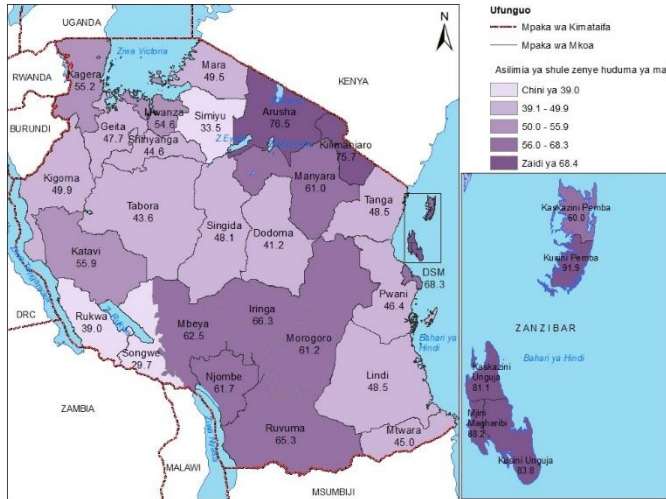 UGANDA
Ziwa Victoria
N
RWANDA
BURUNDI
KENYA
DRC
ZAMBIA
MALAWI
MSUMBIJI
Kagera
55.2
Mara
49.5
Mwanza
54.6
Simiyu
33.5
Arusha
76.5
Geita
47.7
Shinyanga
44.6
Kilimanjaro
75.7
Kigoma
49.9
Manyara
61.0
Tabora
43.6
Singida
48.1
Dodoma
41.2
Tanga
48.5
Katavi
55.9
DSM
68.3
Pwani
46.4
Rukwa
39.0
Iringa
66.3
Mbeya
62.5
Morogoro
61.2
Bahari ya
Hindi
Songwe
29.7
Njombe
61.7
Lindi
48.5
Ruvuma
65.3
Mtwara
45.0
Ufunguo
Mpaka wa Kimataifa
Mpaka wa Mkoa
Asilimia ya shule zenye huduma ya ma
Chini ya 39.0
39.1 - 49.9
50.0 - 55.9
56.0 - 68.3
Zaidi ya 68.4
Kaskazini Pemba
60.0
Kusini Pemba
91.9
ZANZIBAR
Bahari ya Hindi
Kaskazini
Unguja
81.1
Mjini
Magharibi
88.2
Kusini Unguja
83.8